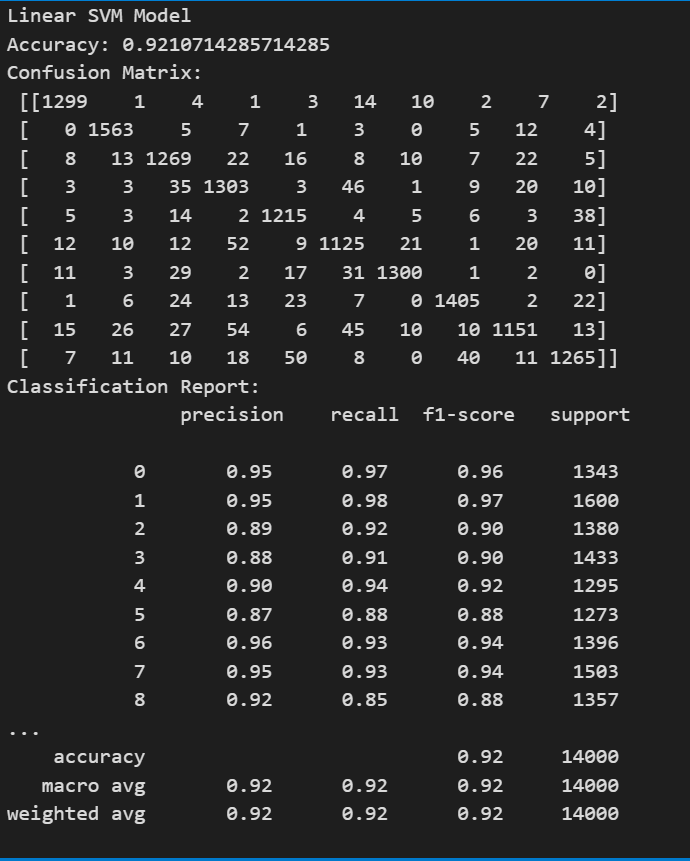 Linear SVM Model
Accuracy: 0.9210714285714285
Confusion Matrix:
[[1299 1 4 1 3 14 10 2 7 2]
[ 0 1563 5 7 1 3 0 5 12 4]
[ 8 13 1269 22 16 8 10 7 22 5]
[ 3 3 35 1303 3 46 1 9 20 10]
[ 5 3 14 2 1215 4 5 6 3 38]
[ 12 10 12 52 9 1125 21 1 20 11]
[ 11 3 29 2 17 31 1300 1 2 0]
[ 1 6 24 13 23 7 0 1405 2 22]
[ 15 26 27 54 6 45 10 10 1151 13]
[ 7 11 10 18 50 8 0 40 11 1265]]
Classification Report:
precision recall f1-score support
0 0.95 0.97 0.96 1343
1 0.95 0.98 0.97 1600
2 0.89 0.92 0.90 1380
3 0.88 0.91 0.90 1433
4 0.90 0.94 0.92 1295
5 0.87 0.88 0.88 1273
6 0.96 0.93 0.94 1396
7 0.95 0.93 0.94 1503
8 0.92 0.85 0.88 1357
...
accuracy 0.92 14000
macro avg 0.92 0.92 0.92 14000
weighted avg 0.92 0.92 0.92 14000